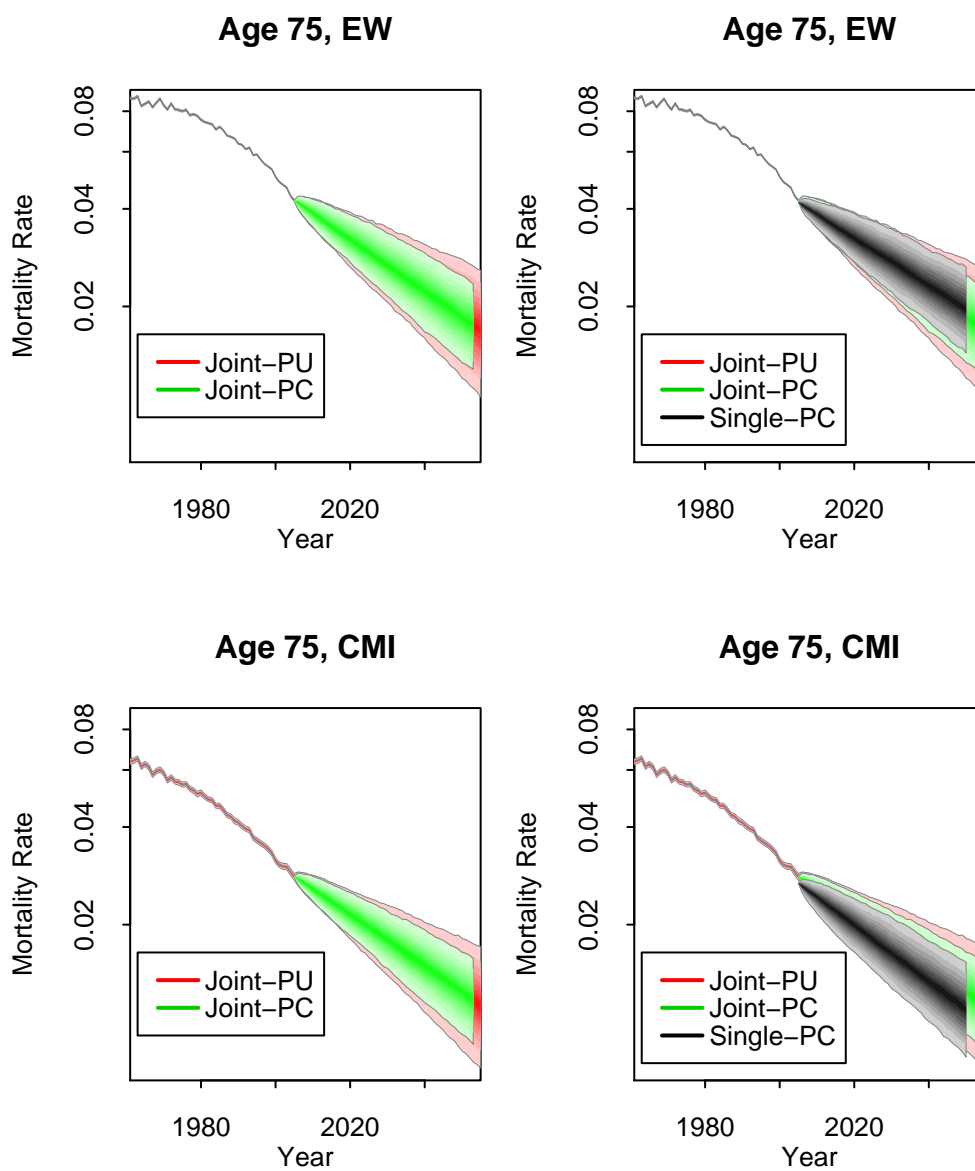 Age 75, EW
Mortality Rate
0.08
0.04
0.02
Joint−PU
Joint−PC
1980 2020
Year
Age 75, EW
Mortality Rate
0.08
0.04
0.02
Joint−PU
Joint−PC
Single−PC
1980 2020
Year
Age 75, CMI
Mortality Rate
0.08
0.04
0.02
Joint−PU
Joint−PC
1980 2020
Year
Age 75, CMI
Mortality Rate
0.08
0.04
0.02
Joint−PU
Joint−PC
Single−PC
1980 2020
Year